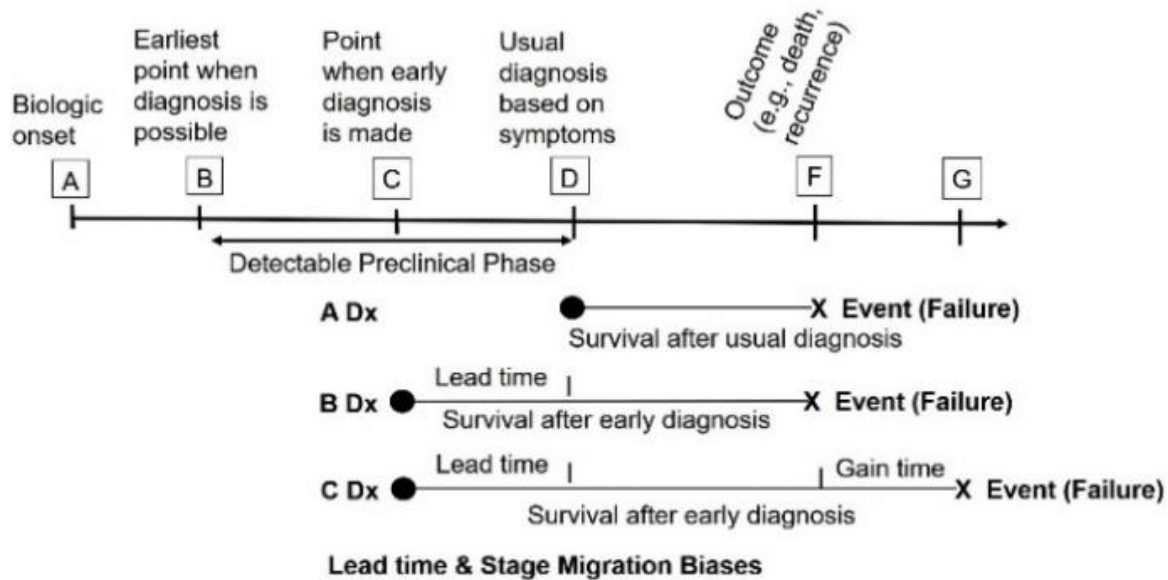 Biologic
onset
Earliest
point when
diagnosis is
possible
Point
when early
diagnosis
is made
Usual
diagnosis
based on
symptoms
Outcome
(e.g., death,
recurrence)
A
B
C
D
F
G
Detectable Preclinical Phase
A Dx
X Event (Failure)
Survival after usual diagnosis
Lead time
B Dx
X Event (Failure)
Survival after early diagnosis
Lead time
Gain time
C Dx
X Event (Failure)
Survival after early diagnosis
Lead time & Stage Migration Biases